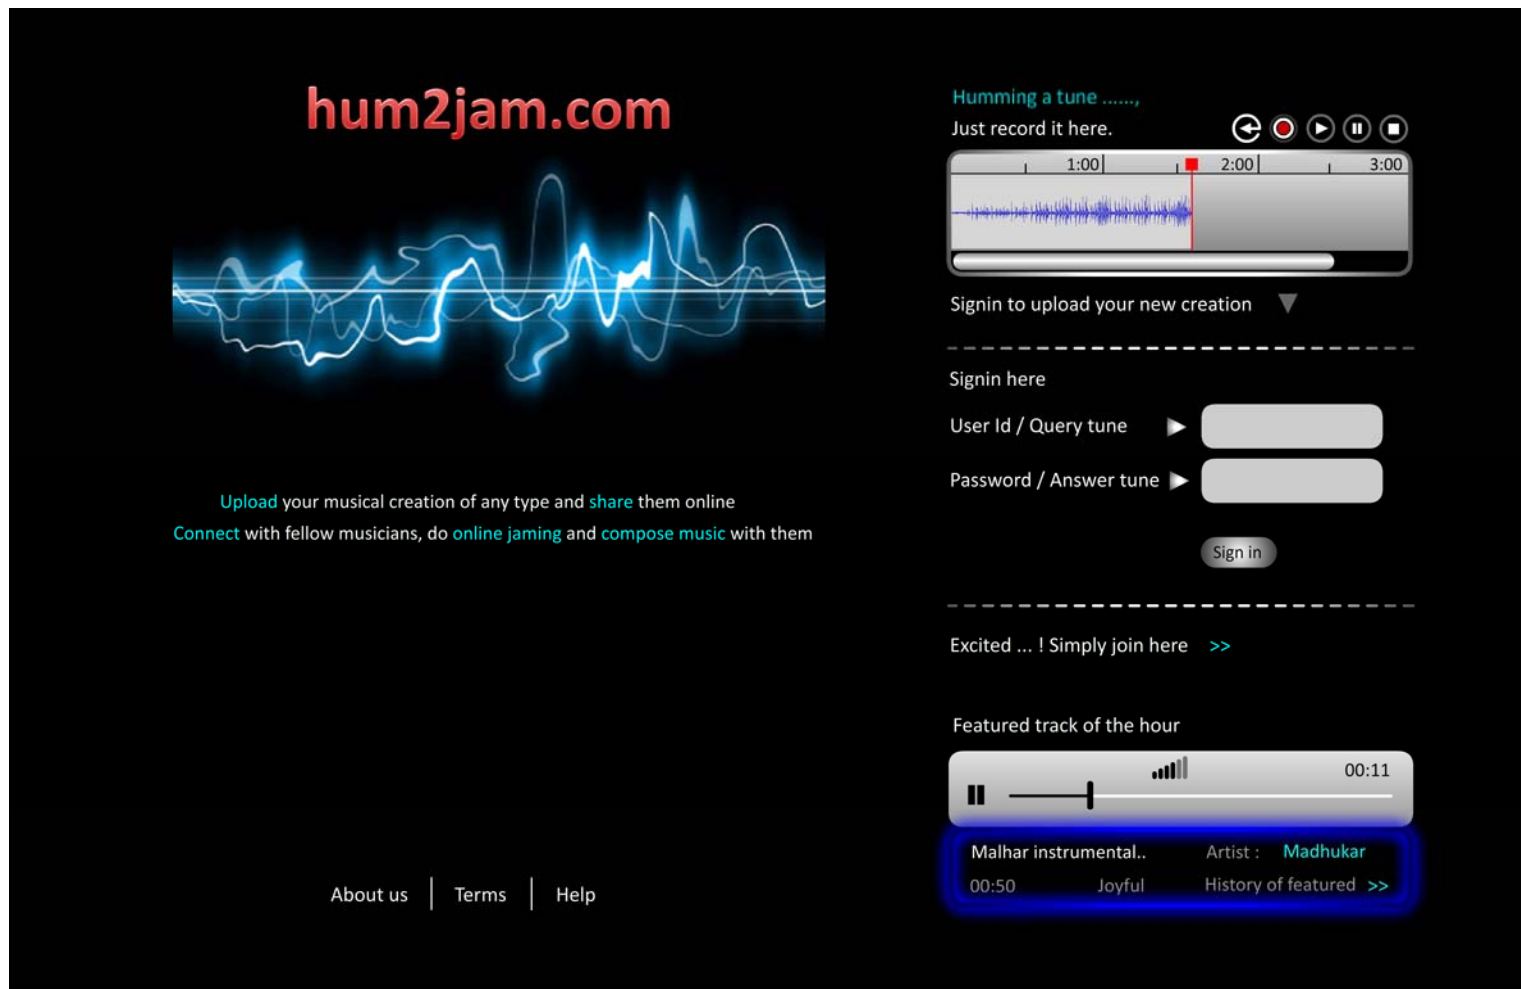 hum2jam.com
Upload your musical creation of any type and share them online
Connect with fellow musicians, do online jaming and compose music with them
About us | Terms | Help
Humming a tune ......,
Just record it here.
1:00 2:00 3:00
Signin to upload your new creation
Signin here
User Id / Query tune
Password / Answer tune
Sign in
Excited ... ! Simply join here >>
Featured track of the hour
00:11
Malhar instrumental.. Artist : Madhukar
00:50 Joyful History of featured >>